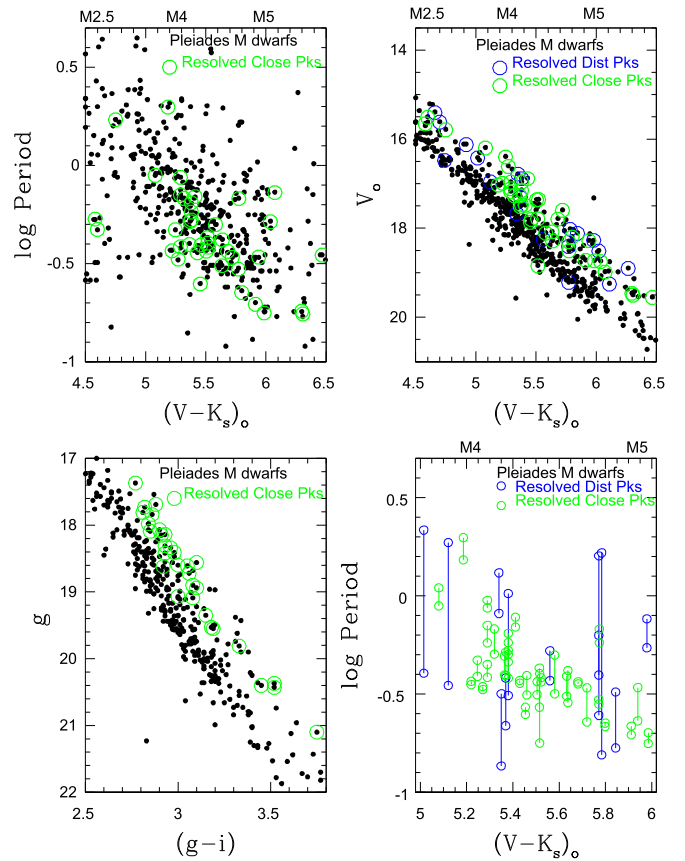 M2.5 M4 M5
Pleiades M dwarfs
Resolved Close Pks
0.5
0
-0.5
-1
log Period
4.5 5 5.5 6 6.5
(V-Ks)o
M2.5 M4 M5
Pleiades M dwarfs
Resolved Dist Pks
Resolved Close Pks
14
16
18
20
Vo
4.5 5 5.5 6 6.5
(V-Ks)o
Pleiades M dwarfs
Resolved Close Pks
17
18
19
20
21
22
g
2.5 3 3.5
(g-i)
M4 M5
Pleiades M dwarfs
Resolved Dist Pks
Resolved Close Pks
0.5
0
-0.5
-1
log Period
5 5.2 5.4 5.6 5.8 6
(V-Ks)o